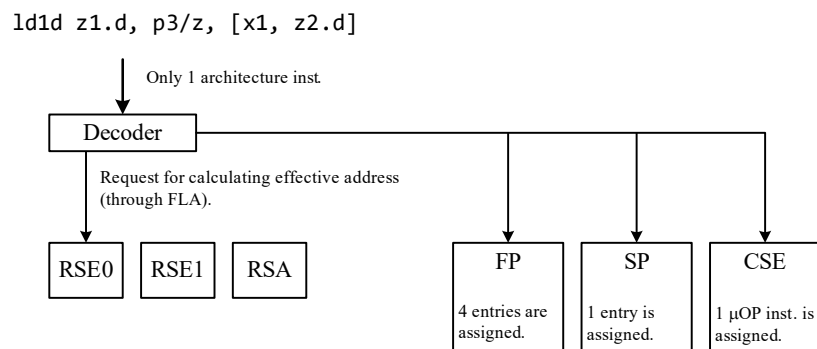 ld1d z1.d, p3/z, [x1, z2.d]
Only 1 architecture inst.
Decoder
Request for calculating effective address
(through FLA).
RSE0
RSE1
RSA
FP
4 entries are
assigned.
SP
1 entry is
assigned.
CSE
1 μOP inst. is
assigned.